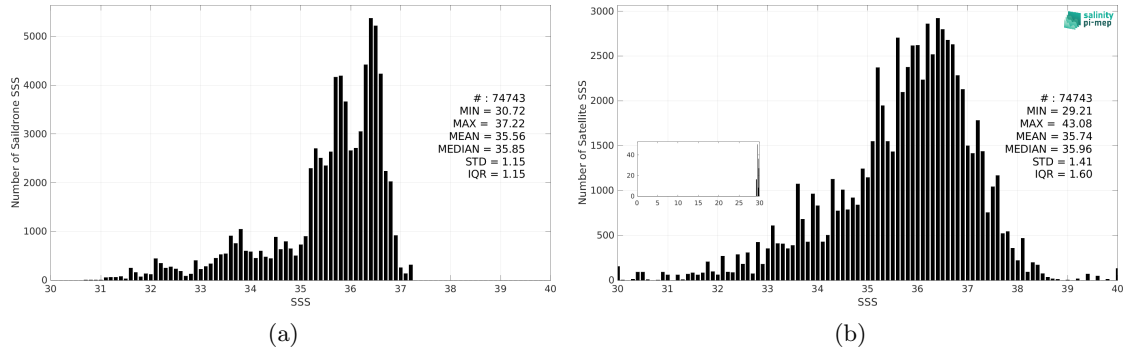 Number of Saildrone SSS
5000
4000
3000
2000
1000
0
# : 74743
MIN = 30.72
MAX = 37.22
MEAN = 35.56
MEDIAN = 35.85
STD = 1.15
IQR = 1.15
30 31 32 33 34 35 36 37 38 39 40
SSS
(a)
salinity
pi-mep
Number of Satellite SSS
3000
2500
2000
1500
1000
500
0
# : 74743
MIN = 29.21
MAX = 43.08
MEAN = 35.74
MEDIAN = 35.96
STD = 1.41
IQR = 1.60
40
20
0
0 5 10 15 20 25 30
30 31 32 33 34 35 36 37 38 39 40
SSS
(b)